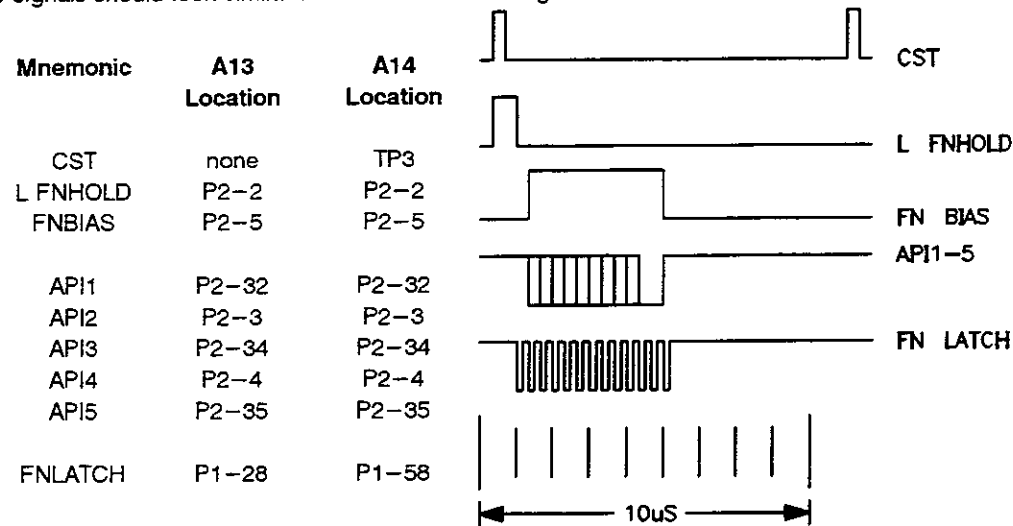 signals should look
Mnemonic A13 Location A14 Location
CST none TP3
L FNHOLD P2-2 P2-2
FNBIAS P2-5 P2-5
API1 P2-32 P2-32
API2 P2-3 P2-3
API3 P2-34 P2-34
API4 P2-4 P2-4
API5 P2-35 P2-35
FNLATCH P1-28 P1-58
CST
L FNHOLD
FN BIAS
API1-5
FN LATCH
10uS